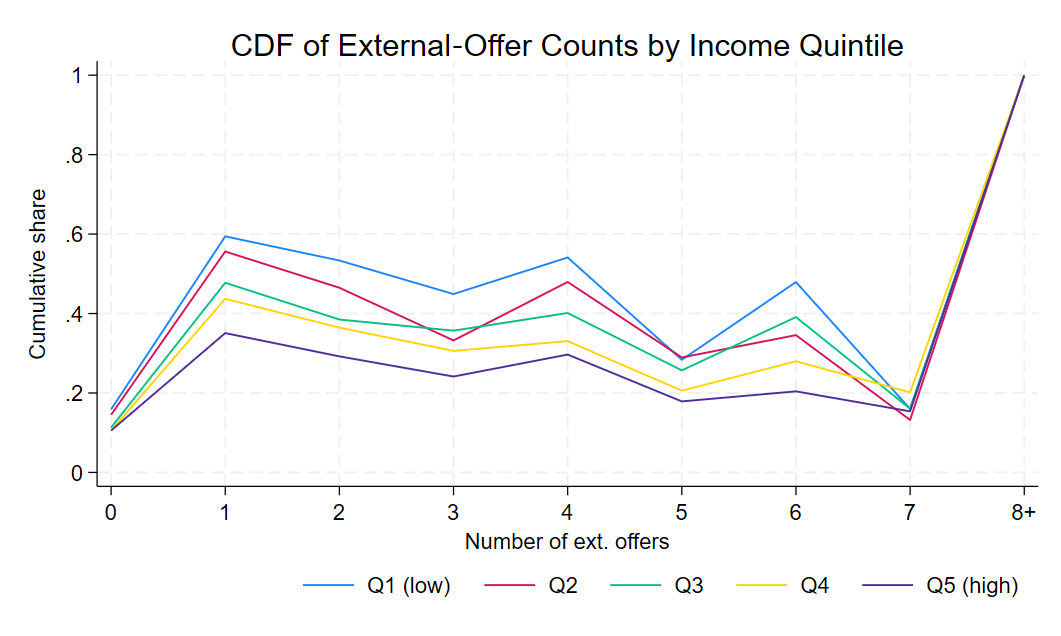 CDF of External-Offer Counts by Income Quintile
Cumulative share
1
.8
.6
.4
.2
0
0 1 2 3 4 5 6 7 8+
Number of ext. offers
Q1 (low) Q2 Q3 Q4 Q5 (high)